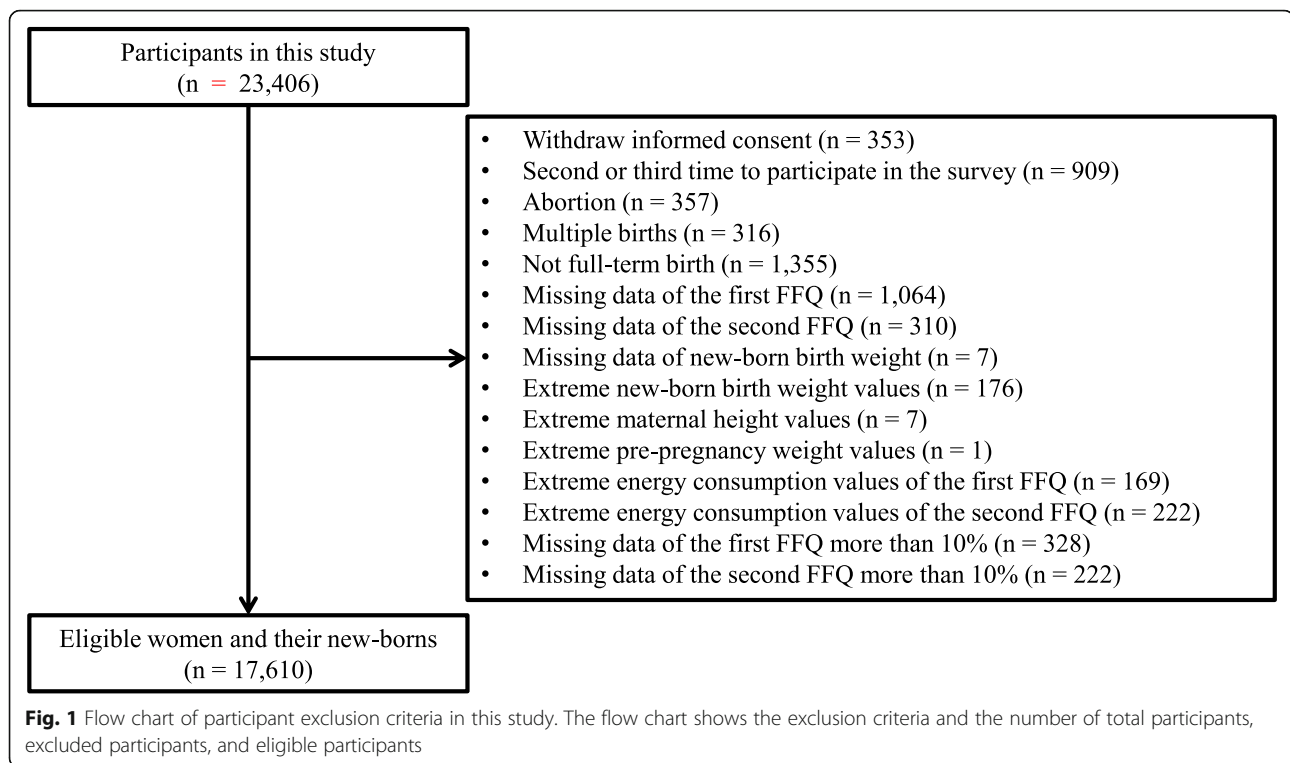 Participants in this study
(n = 23,406)
• Withdraw informed consent (n = 353)
• Second or third time to participate in the survey (n = 909)
• Abortion (n = 357)
• Multiple births (n = 316)
• Not full-term birth (n = 1,355)
• Missing data of the first FFQ (n = 1,064)
• Missing data of the second FFQ (n = 310)
• Missing data of new-born birth weight (n = 7)
• Extreme new-born birth weight values (n = 176)
• Extreme maternal height values (n = 7)
• Extreme pre-pregnancy weight values (n = 1)
• Extreme energy consumption values of the first FFQ (n = 169)
• Extreme energy consumption values of the second FFQ (n = 222)
• Missing data of the first FFQ more than 10% (n = 328)
• Missing data of the second FFQ more than 10% (n = 222)
Eligible women and their new-borns
(n = 17,610)
Fig. 1 Flow chart of participant exclusion criteria in this study. The flow chart shows the exclusion criteria and the number of total participants,
excluded participants, and eligible participants